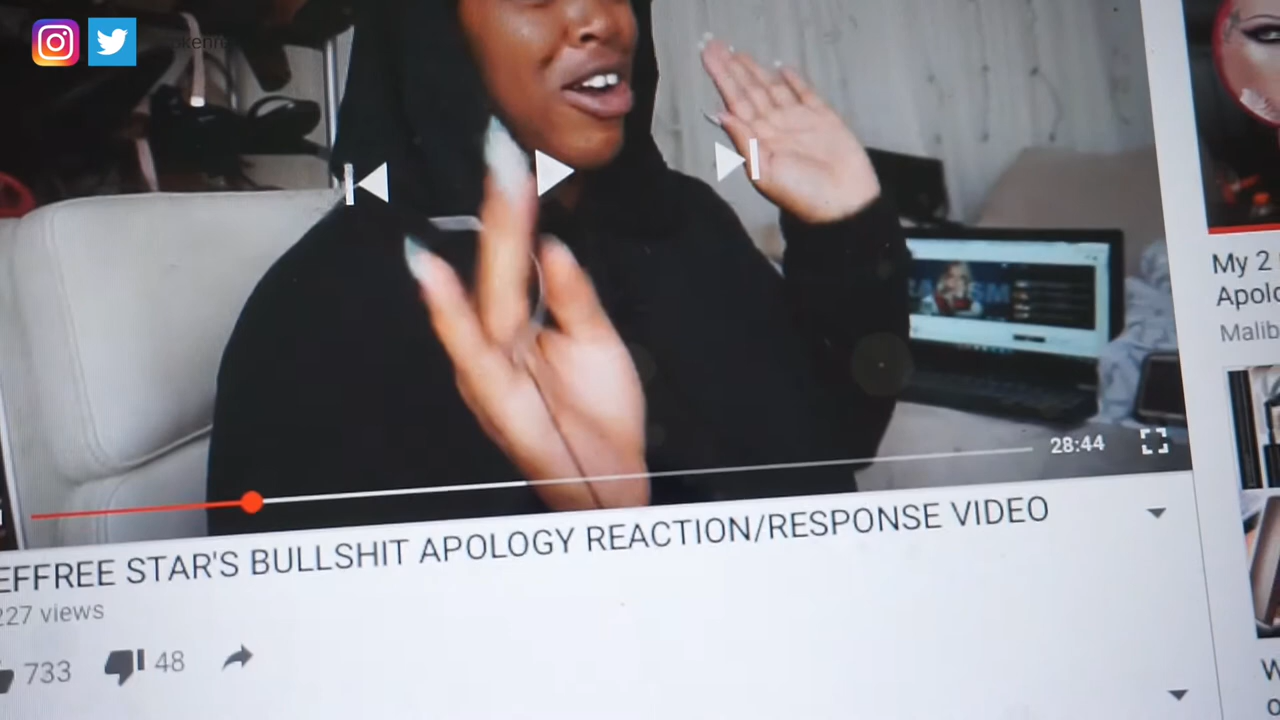 My 2
Apolo
Malib
28:44
EFFREE STAR'S BULLSHIT APOLOGY REACTION/RESPONSE VIDEO
227 views
733
48